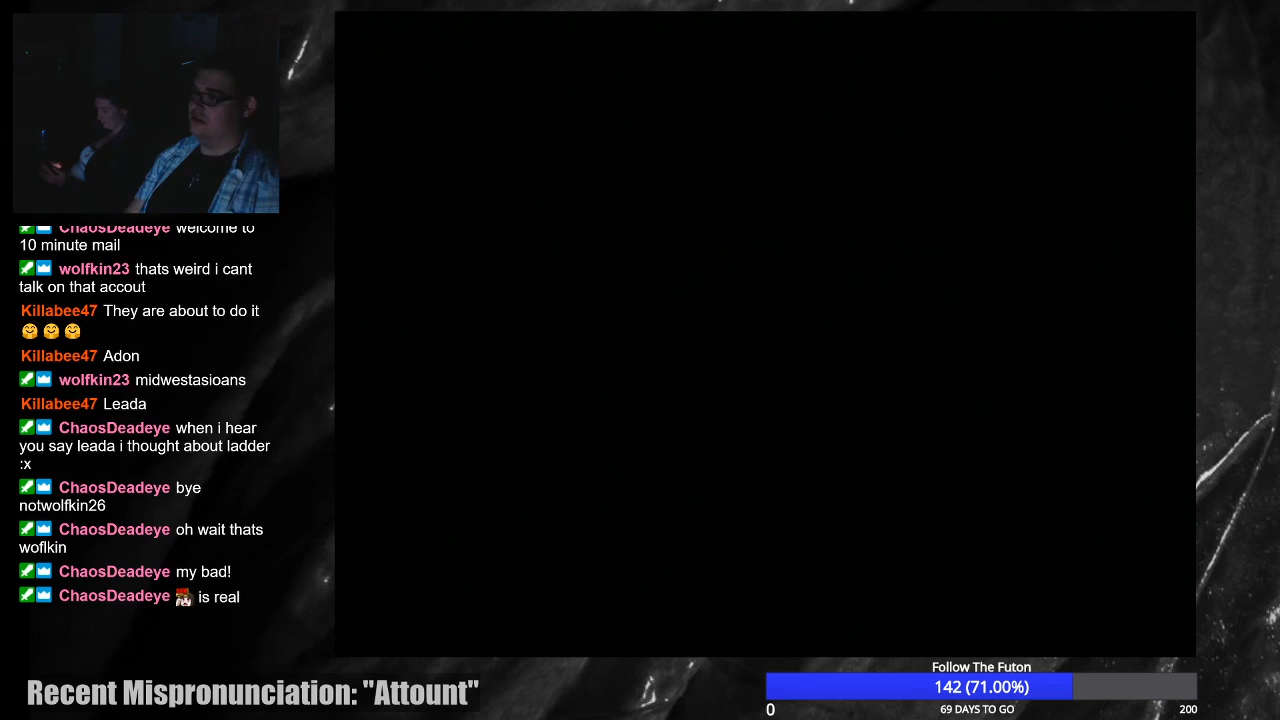 ChaosDeadeye welcome to
10 minute mail
wolfkin23 thats weird i cant
talk on that accout
Killabee47 They are about to do it
🤗 🤗 🤗
Killabee47 Adon
wolfkin23 midwestasioans
Killabee47 Leada
ChaosDeadeye when i hear
you say leada i thought about ladder
:x
ChaosDeadeye bye
notwolfkin26
ChaosDeadeye oh wait thats
woflkin
ChaosDeadeye my bad!
ChaosDeadeye is real
Recent Mispronunciation: "Attount"
Follow The Futon
142 (71.00%)
0 69 DAYS TO GO 200